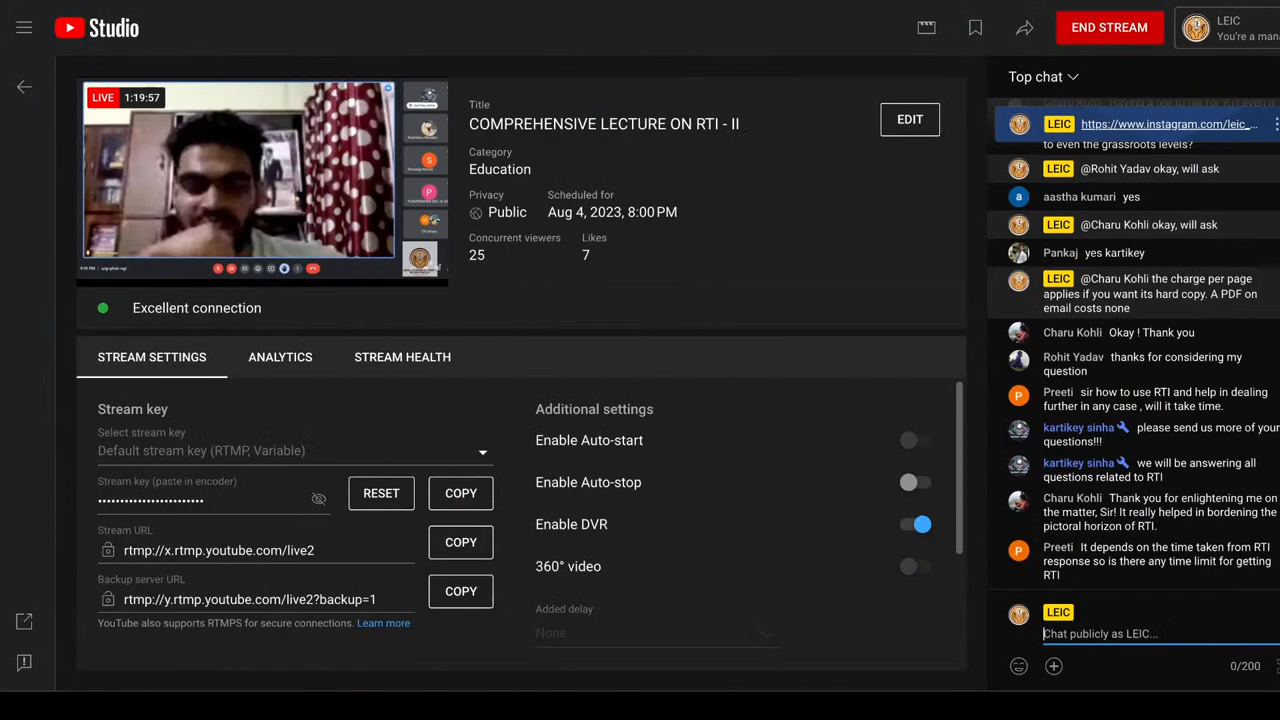 Studio
END STREAM
LEIC
You're a mana
LIVE 1:19:57
Title
COMPREHENSIVE LECTURE ON RTI - II
EDIT
Category
Education
Privacy
Public
Scheduled for
Aug 4, 2023, 8:00 PM
Concurrent viewers
25
Likes
7
Excellent connection
STREAM SETTINGS
ANALYTICS
STREAM HEALTH
Stream key
Select stream key
Default stream key (RTMP, Variable)
Stream key (paste in encoder)
••••••••••••••••••••••••
RESET
COPY
Stream URL
rtmp://x.rtmp.youtube.com/live2
COPY
Backup server URL
rtmp://y.rtmp.youtube.com/live2?backup=1
COPY
YouTube also supports RTMPS for secure connections. Learn more
Additional settings
Enable Auto-start
Enable Auto-stop
Enable DVR
360° video
Added delay
None
Top chat
LEIC https://www.instagram.com/leic_...
to even the grassroots levels?
LEIC @Rohit Yadav okay, will ask
a aastha kumari yes
LEIC @Charu Kohli okay, will ask
Pankaj yes kartikey
LEIC @Charu Kohli the charge per page
applies if you want its hard copy. A PDF on
email costs none
Charu Kohli Okay ! Thank you
Rohit Yadav thanks for considering my
question
P Preeti sir how to use RTI and help in dealing
further in any case , will it take time.
kartikey sinha please send us more of your
questions!!!
kartikey sinha we will be answering all
questions related to RTI
Charu Kohli Thank you for enlightening me on
the matter, Sir! It really helped in bordening the
pictoral horizon of RTI.
P Preeti It depends on the time taken from RTI
response so is there any time limit for getting
RTI
LEIC
Chat publicly as LEIC...
0/200